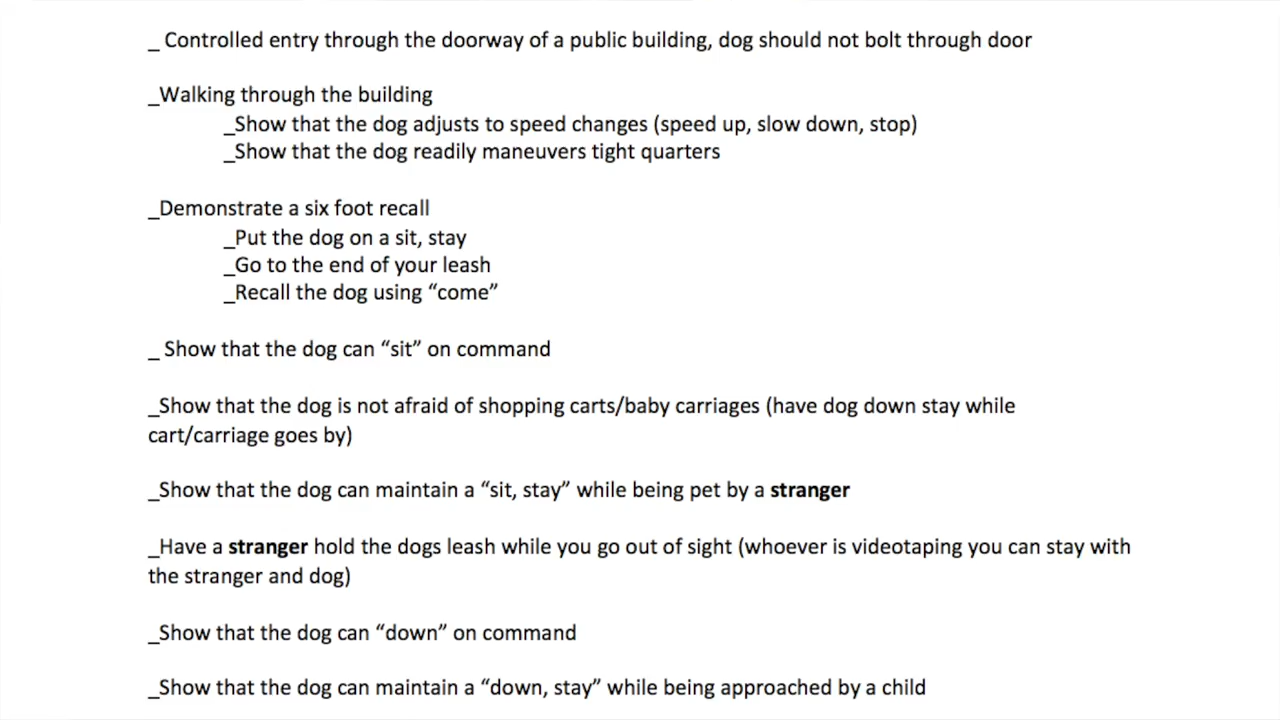 _ Controlled entry through the doorway of a public building, dog should not bolt through door
_Walking through the building
_Show that the dog adjusts to speed changes (speed up, slow down, stop)
_Show that the dog readily maneuvers tight quarters
_Demonstrate a six foot recall
_Put the dog on a sit, stay
_Go to the end of your leash
_Recall the dog using “come”
_ Show that the dog can “sit” on command
_Show that the dog is not afraid of shopping carts/baby carriages (have dog down stay while
cart/carriage goes by)
_Show that the dog can maintain a “sit, stay” while being pet by a stranger
_Have a stranger hold the dogs leash while you go out of sight (whoever is videotaping you can stay with
the stranger and dog)
_Show that the dog can “down” on command
_Show that the dog can maintain a “down, stay” while being approached by a child